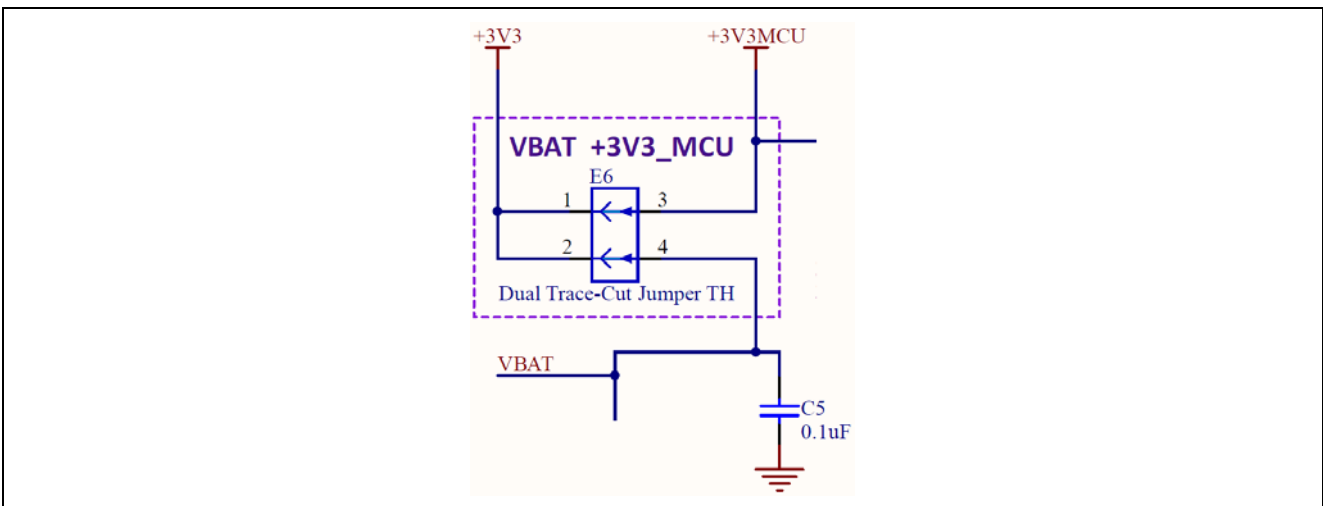 +3V3 +3V3MCU
VBAT +3V3_MCU
E6
1 3
2 4
Dual Trace-Cut Jumper TH
VBAT
C5
0.1uF